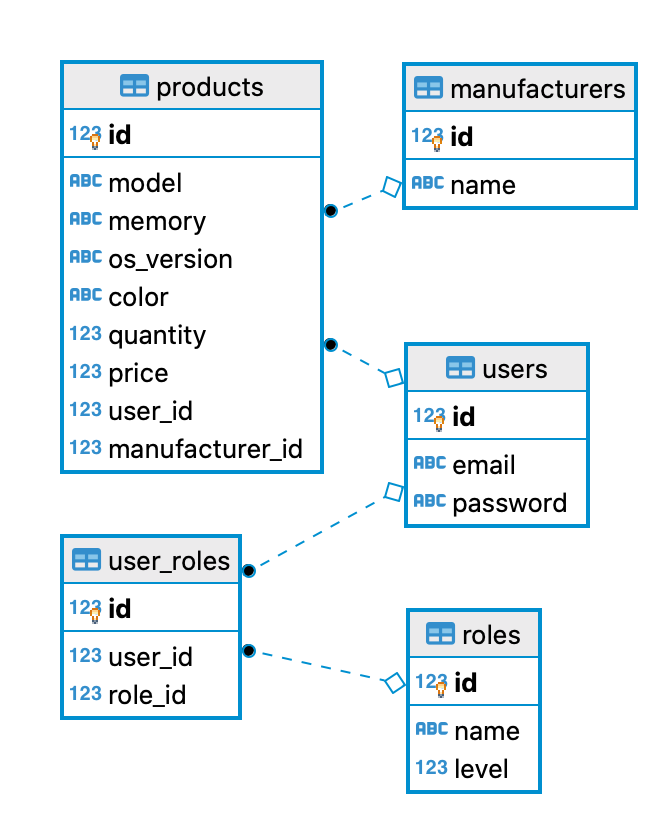 products
123 id
ABC model
ABC memory
ABC os_version
ABC color
123 quantity
123 price
123 user_id
123 manufacturer_id
manufacturers
123 id
ABC name
users
123 id
ABC email
ABC password
user_roles
123 id
123 user_id
123 role_id
roles
123 id
ABC name
123 level